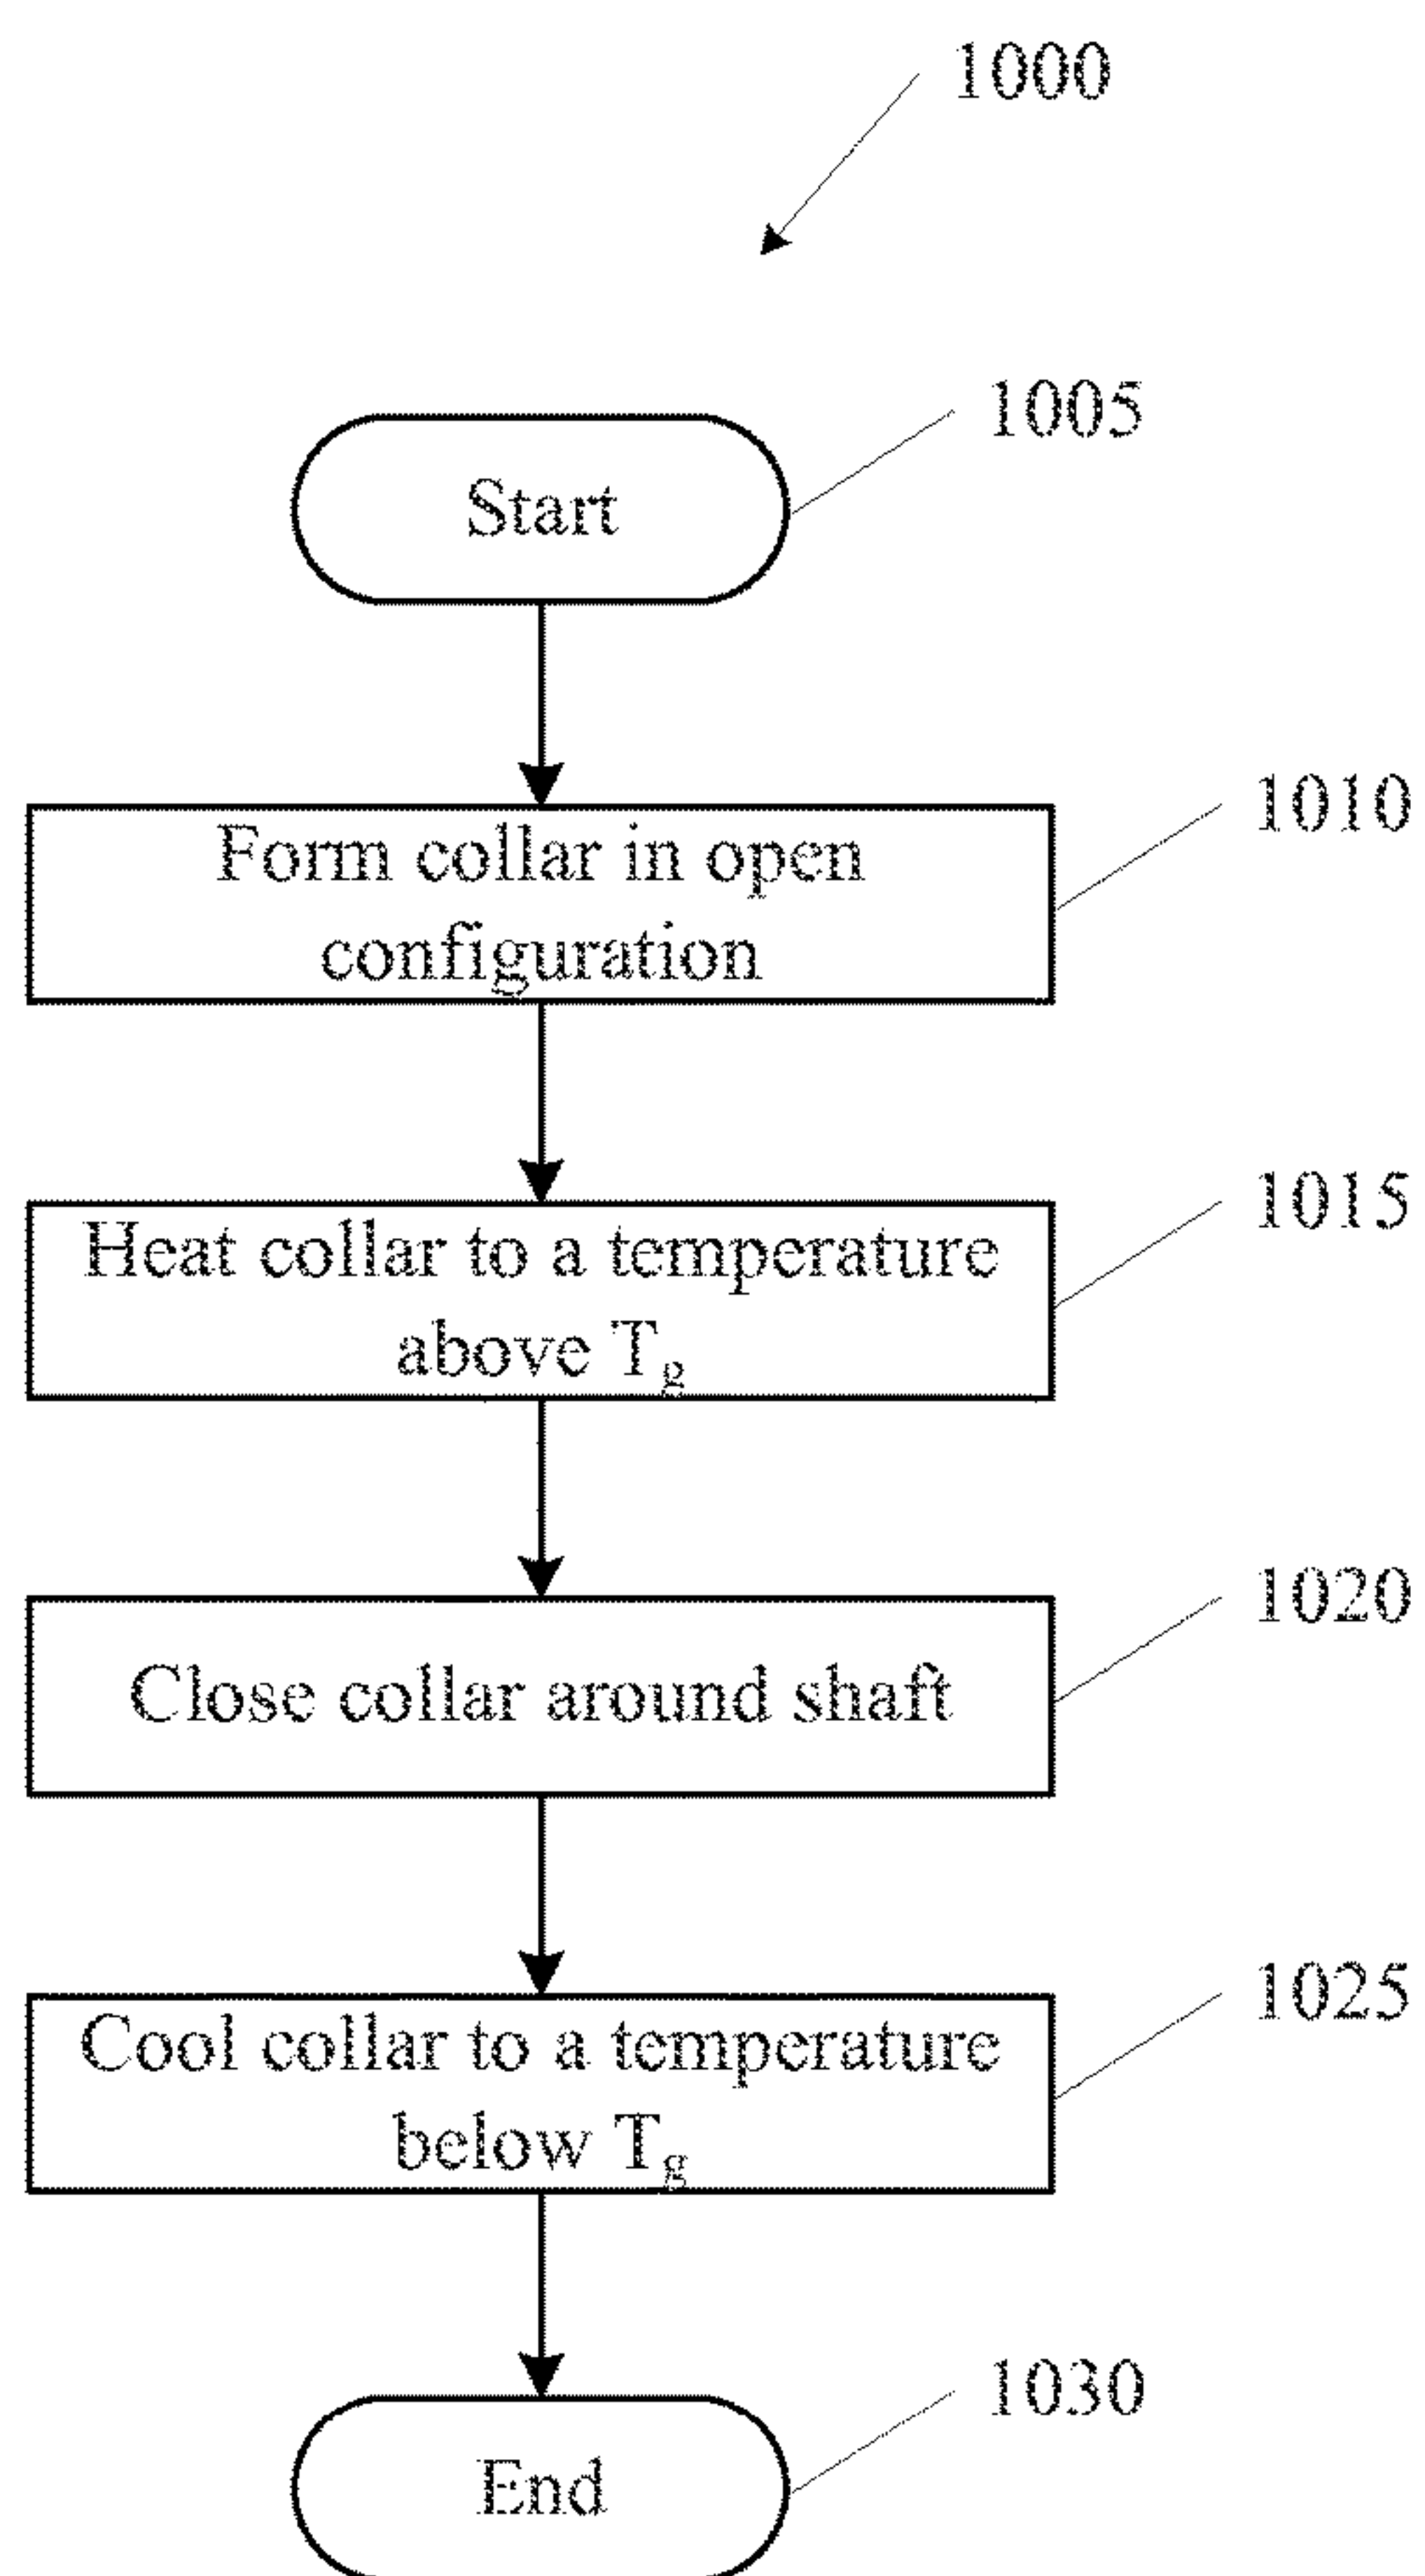 1000
1005
Start
1010
Form collar in open
configuration
1015
Heat collar to a temperature
above Tg
1020
Close collar around shaft
1025
Cool collar to a temperature
below Tg
1030
End